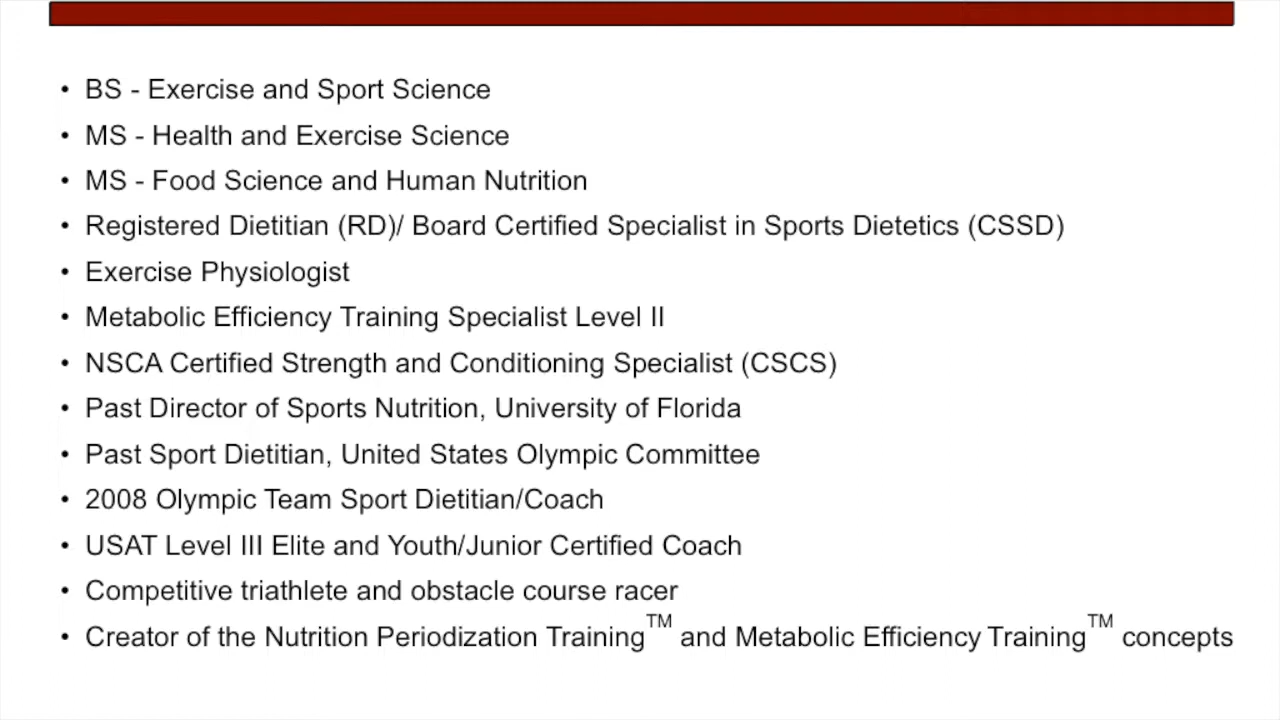 • BS - Exercise and Sport Science
• MS - Health and Exercise Science
• MS - Food Science and Human Nutrition
• Registered Dietitian (RD)/ Board Certified Specialist in Sports Dietetics (CSSD)
• Exercise Physiologist
• Metabolic Efficiency Training Specialist Level II
• NSCA Certified Strength and Conditioning Specialist (CSCS)
• Past Director of Sports Nutrition, University of Florida
• Past Sport Dietitian, United States Olympic Committee
• 2008 Olympic Team Sport Dietitian/Coach
• USAT Level III Elite and Youth/Junior Certified Coach
• Competitive triathlete and obstacle course racer
• Creator of the Nutrition Periodization Training™ and Metabolic Efficiency Training™ concepts